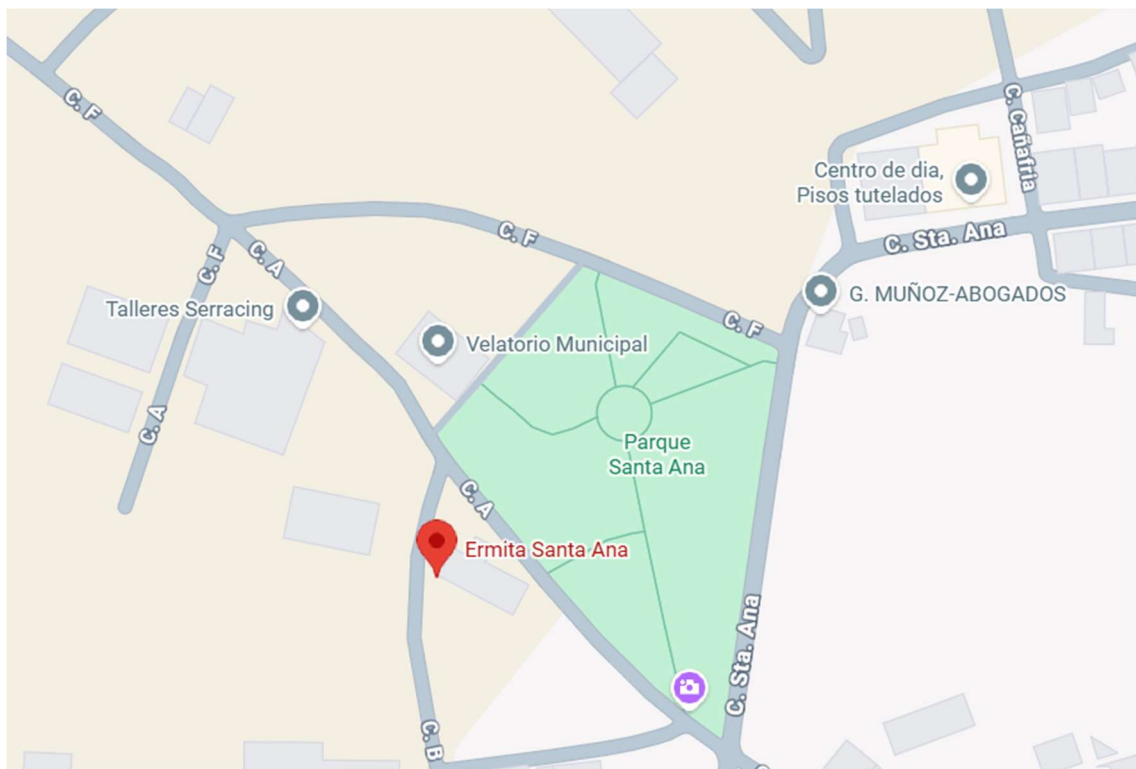 C. F
C. Cañafria
Centro de dia,
Pisos tutelados
C. F
C. Sta. Ana
C. A
C. F
G. MUÑOZ-ABOGADOS
Talleres Serracing
C. F
Velatorio Municipal
C. A
Parque
Santa Ana
C. A
Ermita Santa Ana
C. Sta. Ana
C. B